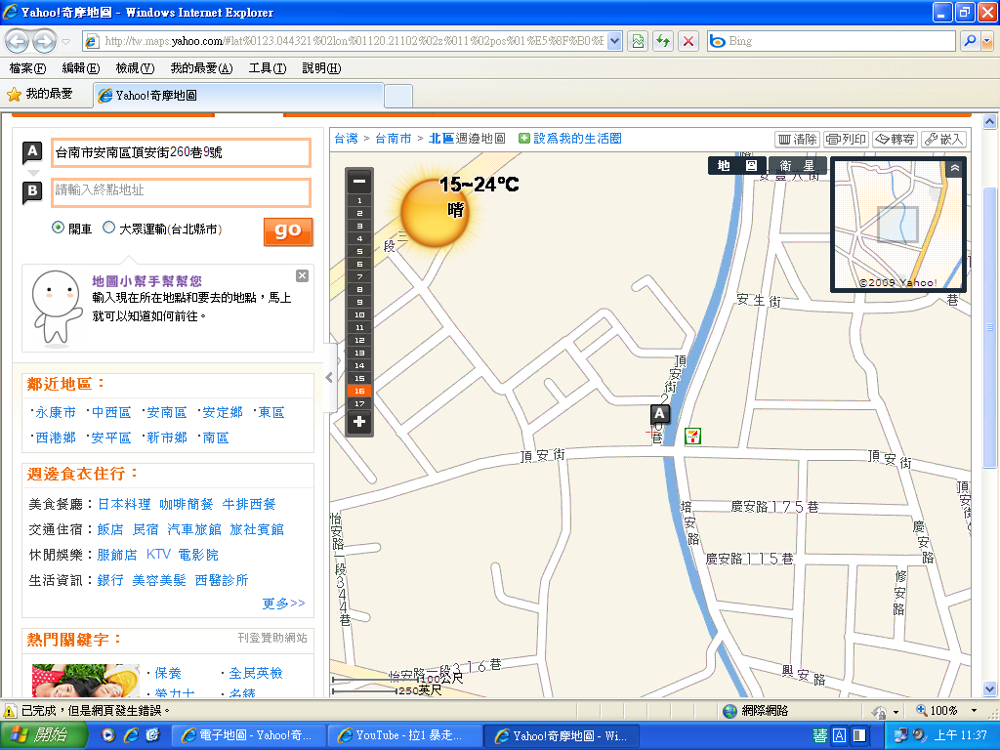 Yahoo!奇摩地圖 - Windows Internet Explorer
http://tw.maps.yahoo.com/#lat%0123.044321%02lon%01120.21102%02z%011%02pos%01%E5%8F%B0%E
Bing
檔案(F) 編輯(E) 檢視(V) 我的最愛(A) 工具(T) 說明(H)
我的最愛 Yahoo!奇摩地圖
A 台南市安南區頂安街260巷9號
B 請輸入終點地址
開車 大眾運輸(台北縣市) go
地圖小幫手幫幫您
輸入現在所在地點和要去的地點，馬上
就可以知道如何前往。
鄰近地區：
·永康市 ·中西區 ·安南區 ·安定鄉 ·東區
·西港鄉 ·安平區 ·新市鄉 ·南區
週邊食衣住行：
美食餐廳：日本料理 咖啡簡餐 牛排西餐
交通住宿：飯店 民宿 汽車旅館 旅社賓館
休閒娛樂：服飾店 KTV 電影院
生活資訊：銀行 美容美髮 西醫診所
更多>>
熱門關鍵字： 刊登贊助網站
·保養 ·全民英檢
·勞力士 ·名錶
台灣 > 台南市 > 北區週邊地圖 設為我的生活圈 清除 列印 轉寄 嵌入
地 圖 衛 星
15~24℃
晴
1
2
3
4
5
6
7
8
9
10
11
12
13
14
15
16
17
©2009 Yahoo!
三段
安豐六街
安生街
巷
頂安街2
0巷
A
7
頂安街
頂安街
頂安街
培安路
慶安路175巷
慶安路115巷
慶安路
修安路
興安路
怡安路一段344巷
怡安路一段316巷
100公尺
250英尺
已完成，但是網頁發生錯誤。 網際網路 100%
開始 電子地圖 - Yahoo!奇... YouTube - 拉1 暴走... Yahoo!奇摩地圖 - Wi... A 上午 11:37